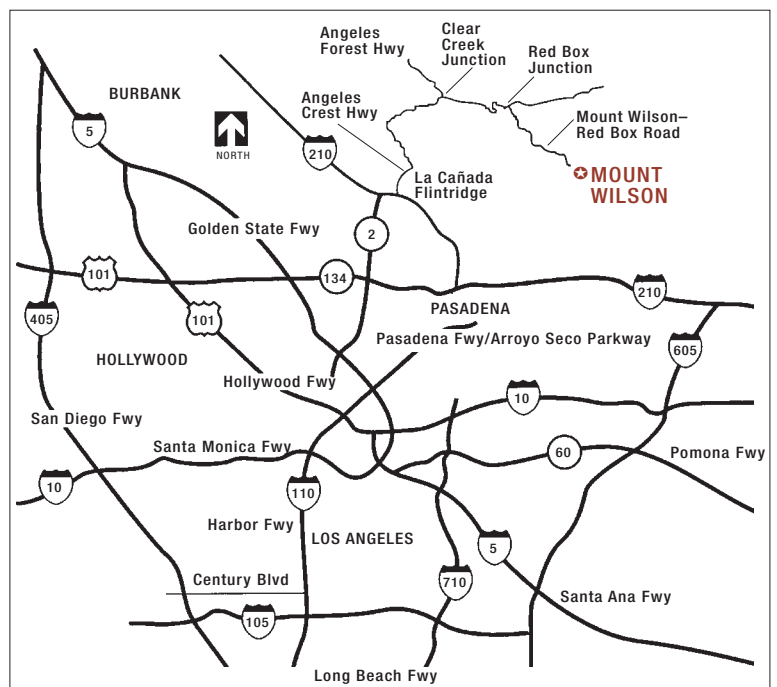 Angeles
Forest Hwy
Clear
Creek
Junction
Red Box
Junction
BURBANK
Angeles
Crest Hwy
Mount Wilson–
Red Box Road
5
NORTH
210
La Cañada
Flintridge
MOUNT
WILSON
Golden State Fwy
2
101
134
210
405
101
PASADENA
Pasadena Fwy/Arroyo Seco Parkway
605
HOLLYWOOD
Hollywood Fwy
10
San Diego Fwy
Santa Monica Fwy
60
Pomona Fwy
10
110
Harbor Fwy
LOS ANGELES
5
Century Blvd
710
Santa Ana Fwy
105
Long Beach Fwy